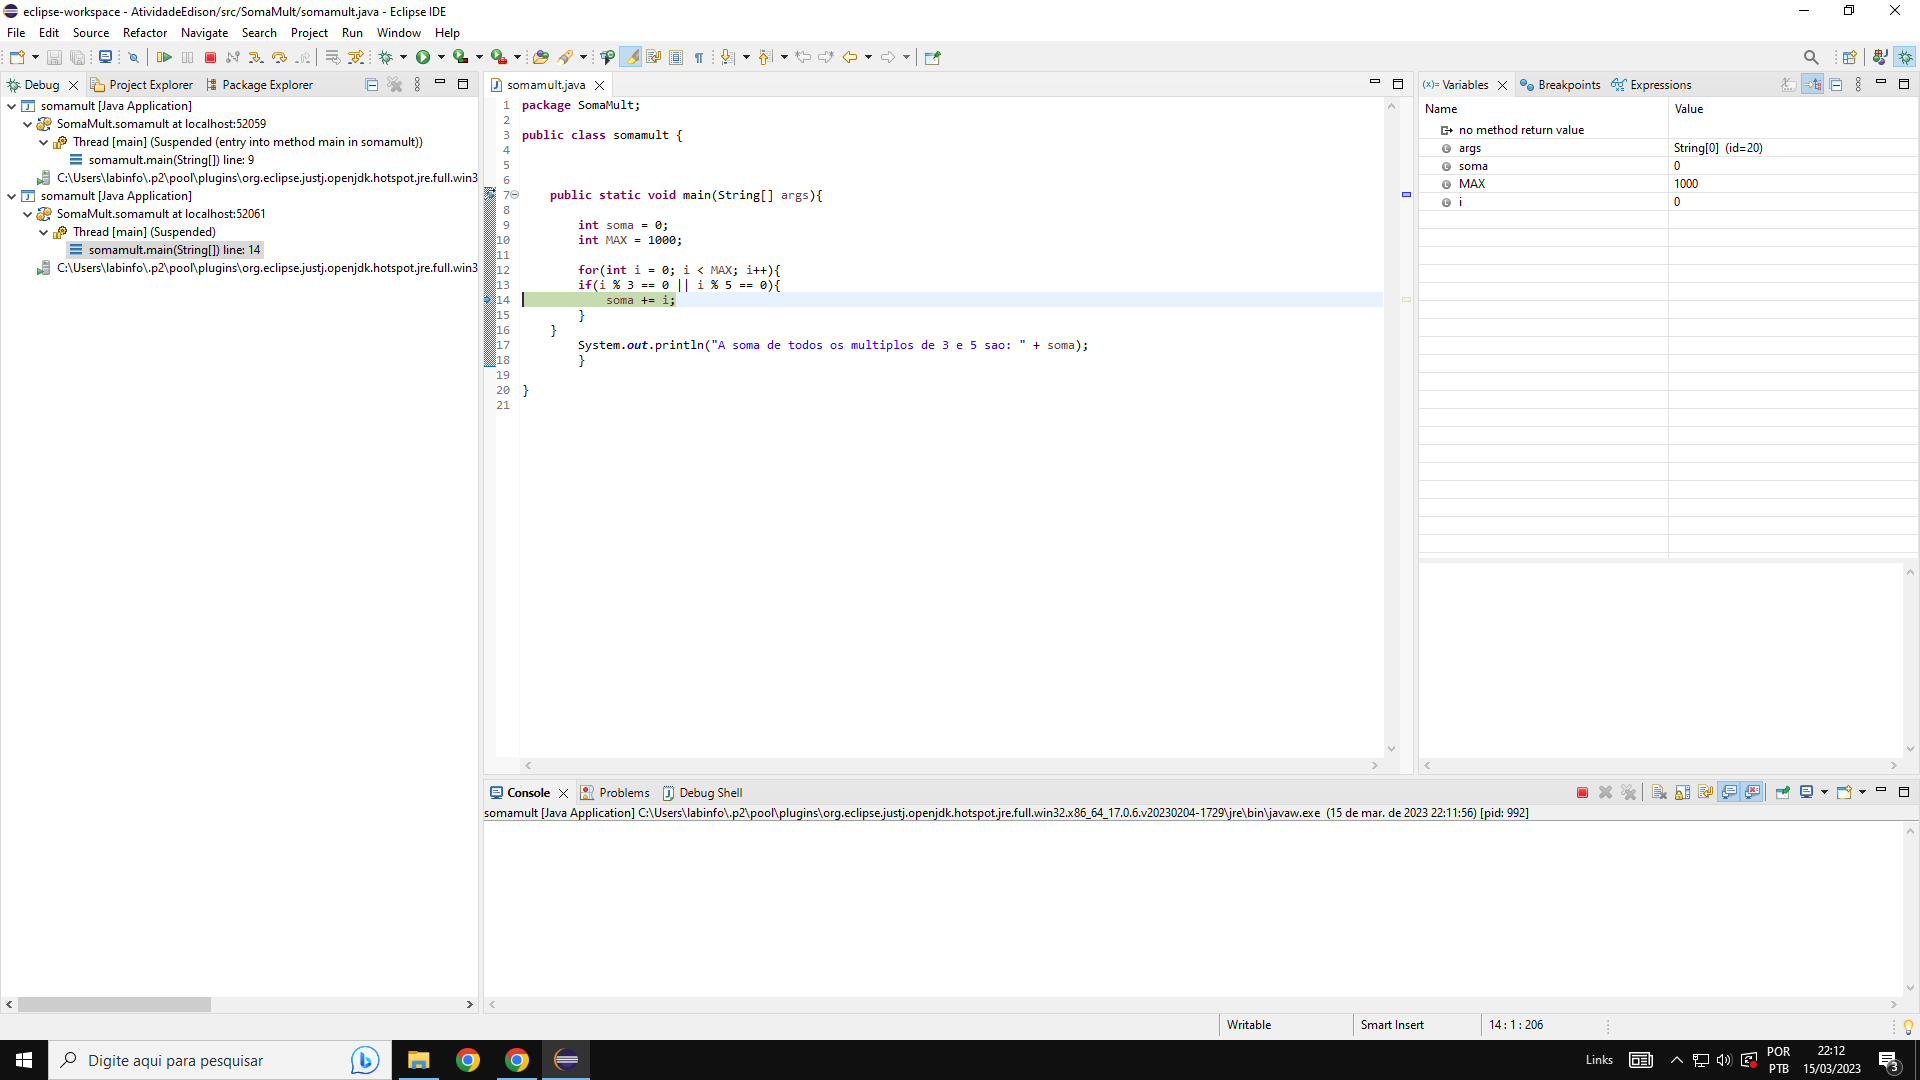 eclipse-workspace - AtividadeEdison/src/SomaMult/somamult.java - Eclipse IDE
File Edit Source Refactor Navigate Search Project Run Window Help
Debug Project Explorer Package Explorer
somamult [Java Application]
SomaMult.somamult at localhost:52059
Thread [main] (Suspended (entry into method main in somamult))
somamult.main(String[]) line: 9
C:\Users\labinfo\.p2\pool\plugins\org.eclipse.justj.openjdk.hotspot.jre.full.win3
somamult [Java Application]
SomaMult.somamult at localhost:52061
Thread [main] (Suspended)
somamult.main(String[]) line: 14
C:\Users\labinfo\.p2\pool\plugins\org.eclipse.justj.openjdk.hotspot.jre.full.win3
somamult.java
1 package SomaMult;
2
3 public class somamult {
4
5
6
7 public static void main(String[] args){
8
9 int soma = 0;
10 int MAX = 1000;
11
12 for(int i = 0; i < MAX; i++){
13 if(i % 3 == 0 || i % 5 == 0){
14 soma += i;
15 }
16 }
17 System.out.println("A soma de todos os multiplos de 3 e 5 sao: " + soma);
18 }
19
20 }
21
(x)= Variables Breakpoints Expressions
Name Value
no method return value
args String[0] (id=20)
soma 0
MAX 1000
i 0
Console Problems Debug Shell
somamult [Java Application] C:\Users\labinfo\.p2\pool\plugins\org.eclipse.justj.openjdk.hotspot.jre.full.win32.x86_64_17.0.6.v20230204-1729\jre\bin\javaw.exe (15 de mar. de 2023 22:11:56) [pid: 992]
Writable Smart Insert 14 : 1 : 206
Digite aqui para pesquisar
Links
POR
PTB
22:12
15/03/2023
3